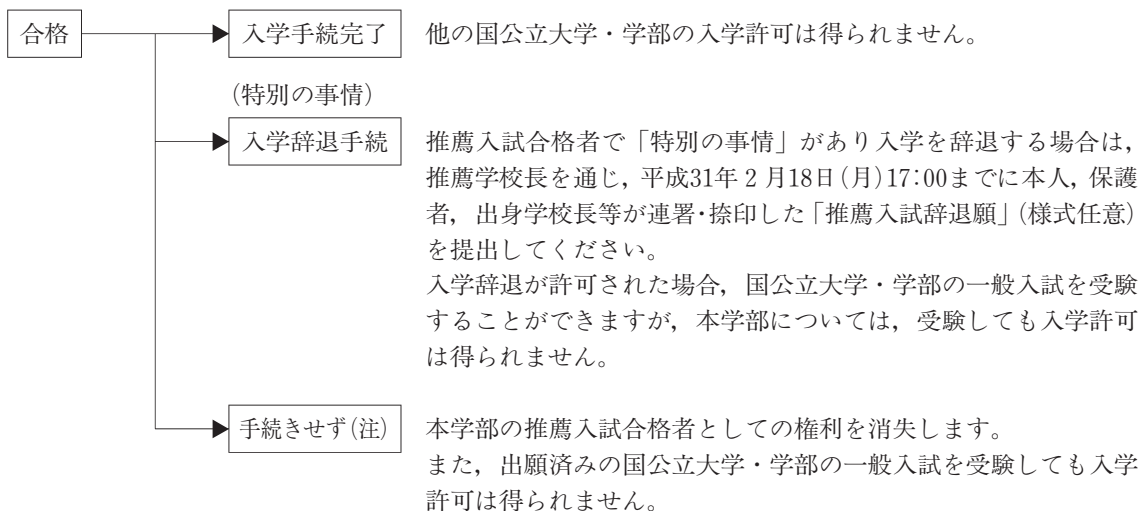 合格
入学手続完了 他の国公立大学・学部の入学許可は得られません。
(特別の事情)
入学辞退手続 推薦入試合格者で「特別の事情」があり入学を辞退する場合は,
推薦学校長を通じ, 平成31年2月18日(月)17:00までに本人, 保護
者, 出身学校長等が連署・捺印した「推薦入試辞退願」(様式任意)
を提出してください。
入学辞退が許可された場合, 国公立大学・学部の一般入試を受験
することができますが, 本学部については, 受験しても入学許可
は得られません。
手続きせず(注) 本学部の推薦入試合格者としての権利を消失します。
また, 出願済みの国公立大学・学部の一般入試を受験しても入学
許可は得られません。